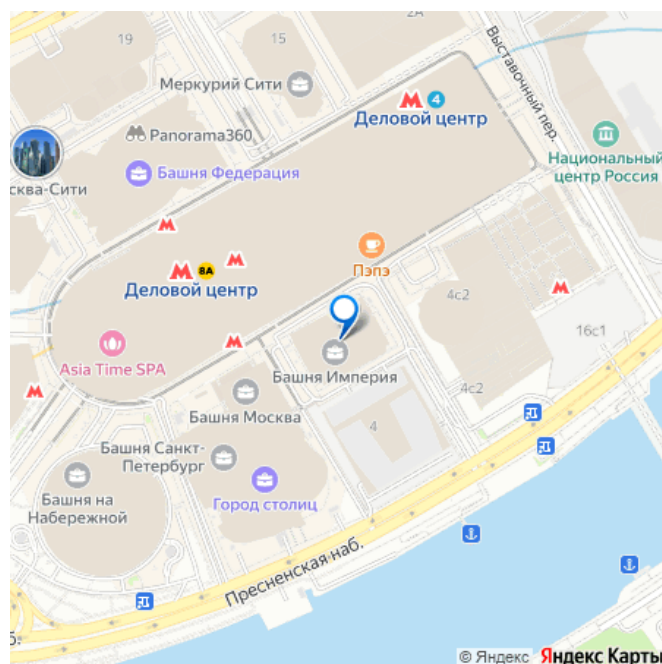 2А
19
15
Меркурий Сити
Выставочный пер.
4
Деловой центр
Panorama360
Национальный
центр Россия
Башня Федерация
сква-Сити
8А
Деловой центр
Пэпэ
4с2
16с1
Asia Time SPA
Башня Империя
4с2
Башня Москва
4
Башня Санкт-
Петербург
Город столиц
Башня на
Набережной
Пресненская наб.
б.
© Яндекс Яндекс Карты